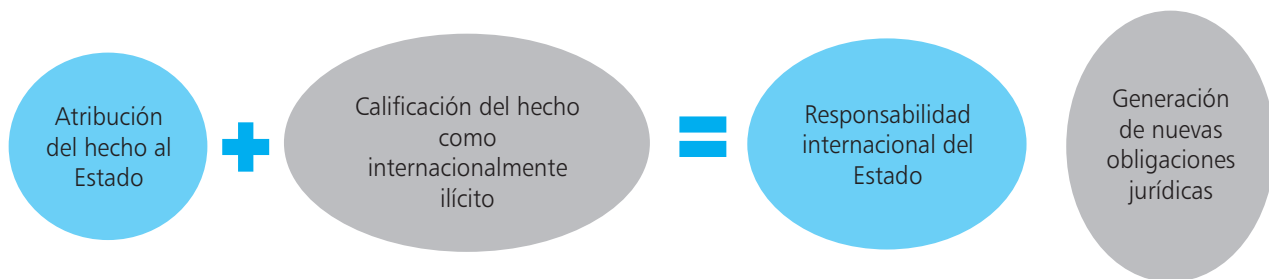 Atribución
del hecho al
Estado
Calificación del hecho
como
internacionalmente
ilícito
Responsabilidad
internacional del
Estado
Generación
de nuevas
obligaciones
jurídicas